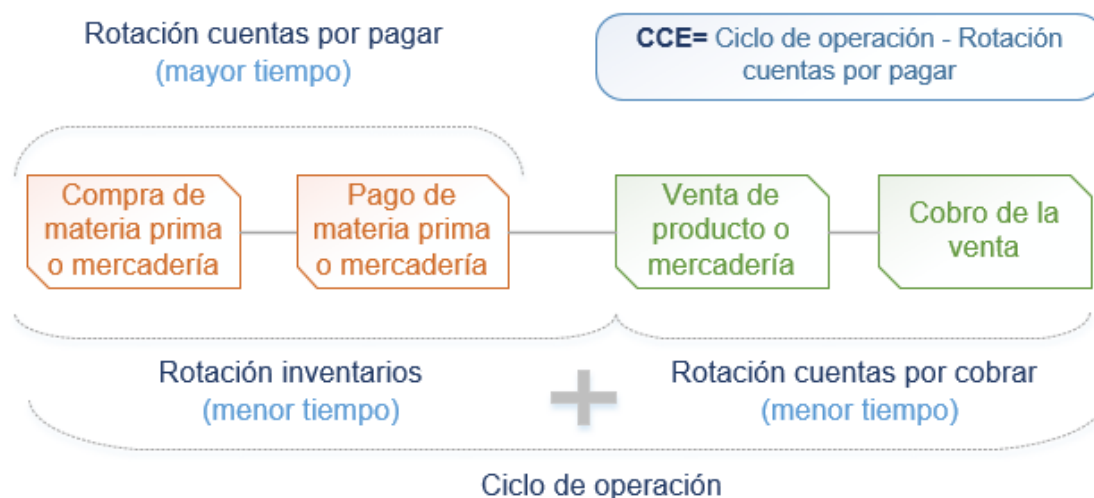 Rotación cuentas por pagar
(mayor tiempo)
CCE= Ciclo de operación - Rotación
cuentas por pagar
Compra de
materia prima
o mercadería
Pago de
materia prima
o mercadería
Venta de
producto o
mercadería
Cobro de la
venta
Rotación inventarios
(menor tiempo)
+
Rotación cuentas por cobrar
(menor tiempo)
Ciclo de operación